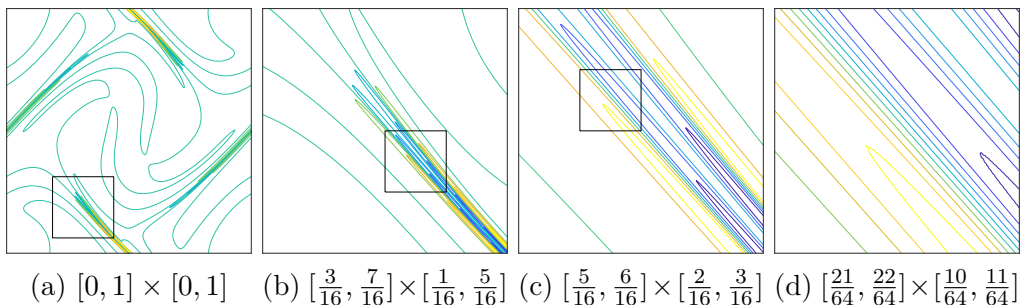 (a) [0, 1] × [0, 1] (b) [3/16, 7/16]×[1/16, 5/16] (c) [5/16, 6/16]×[2/16, 3/16] (d) [21/64, 22/64]×[10/64, 11/64]